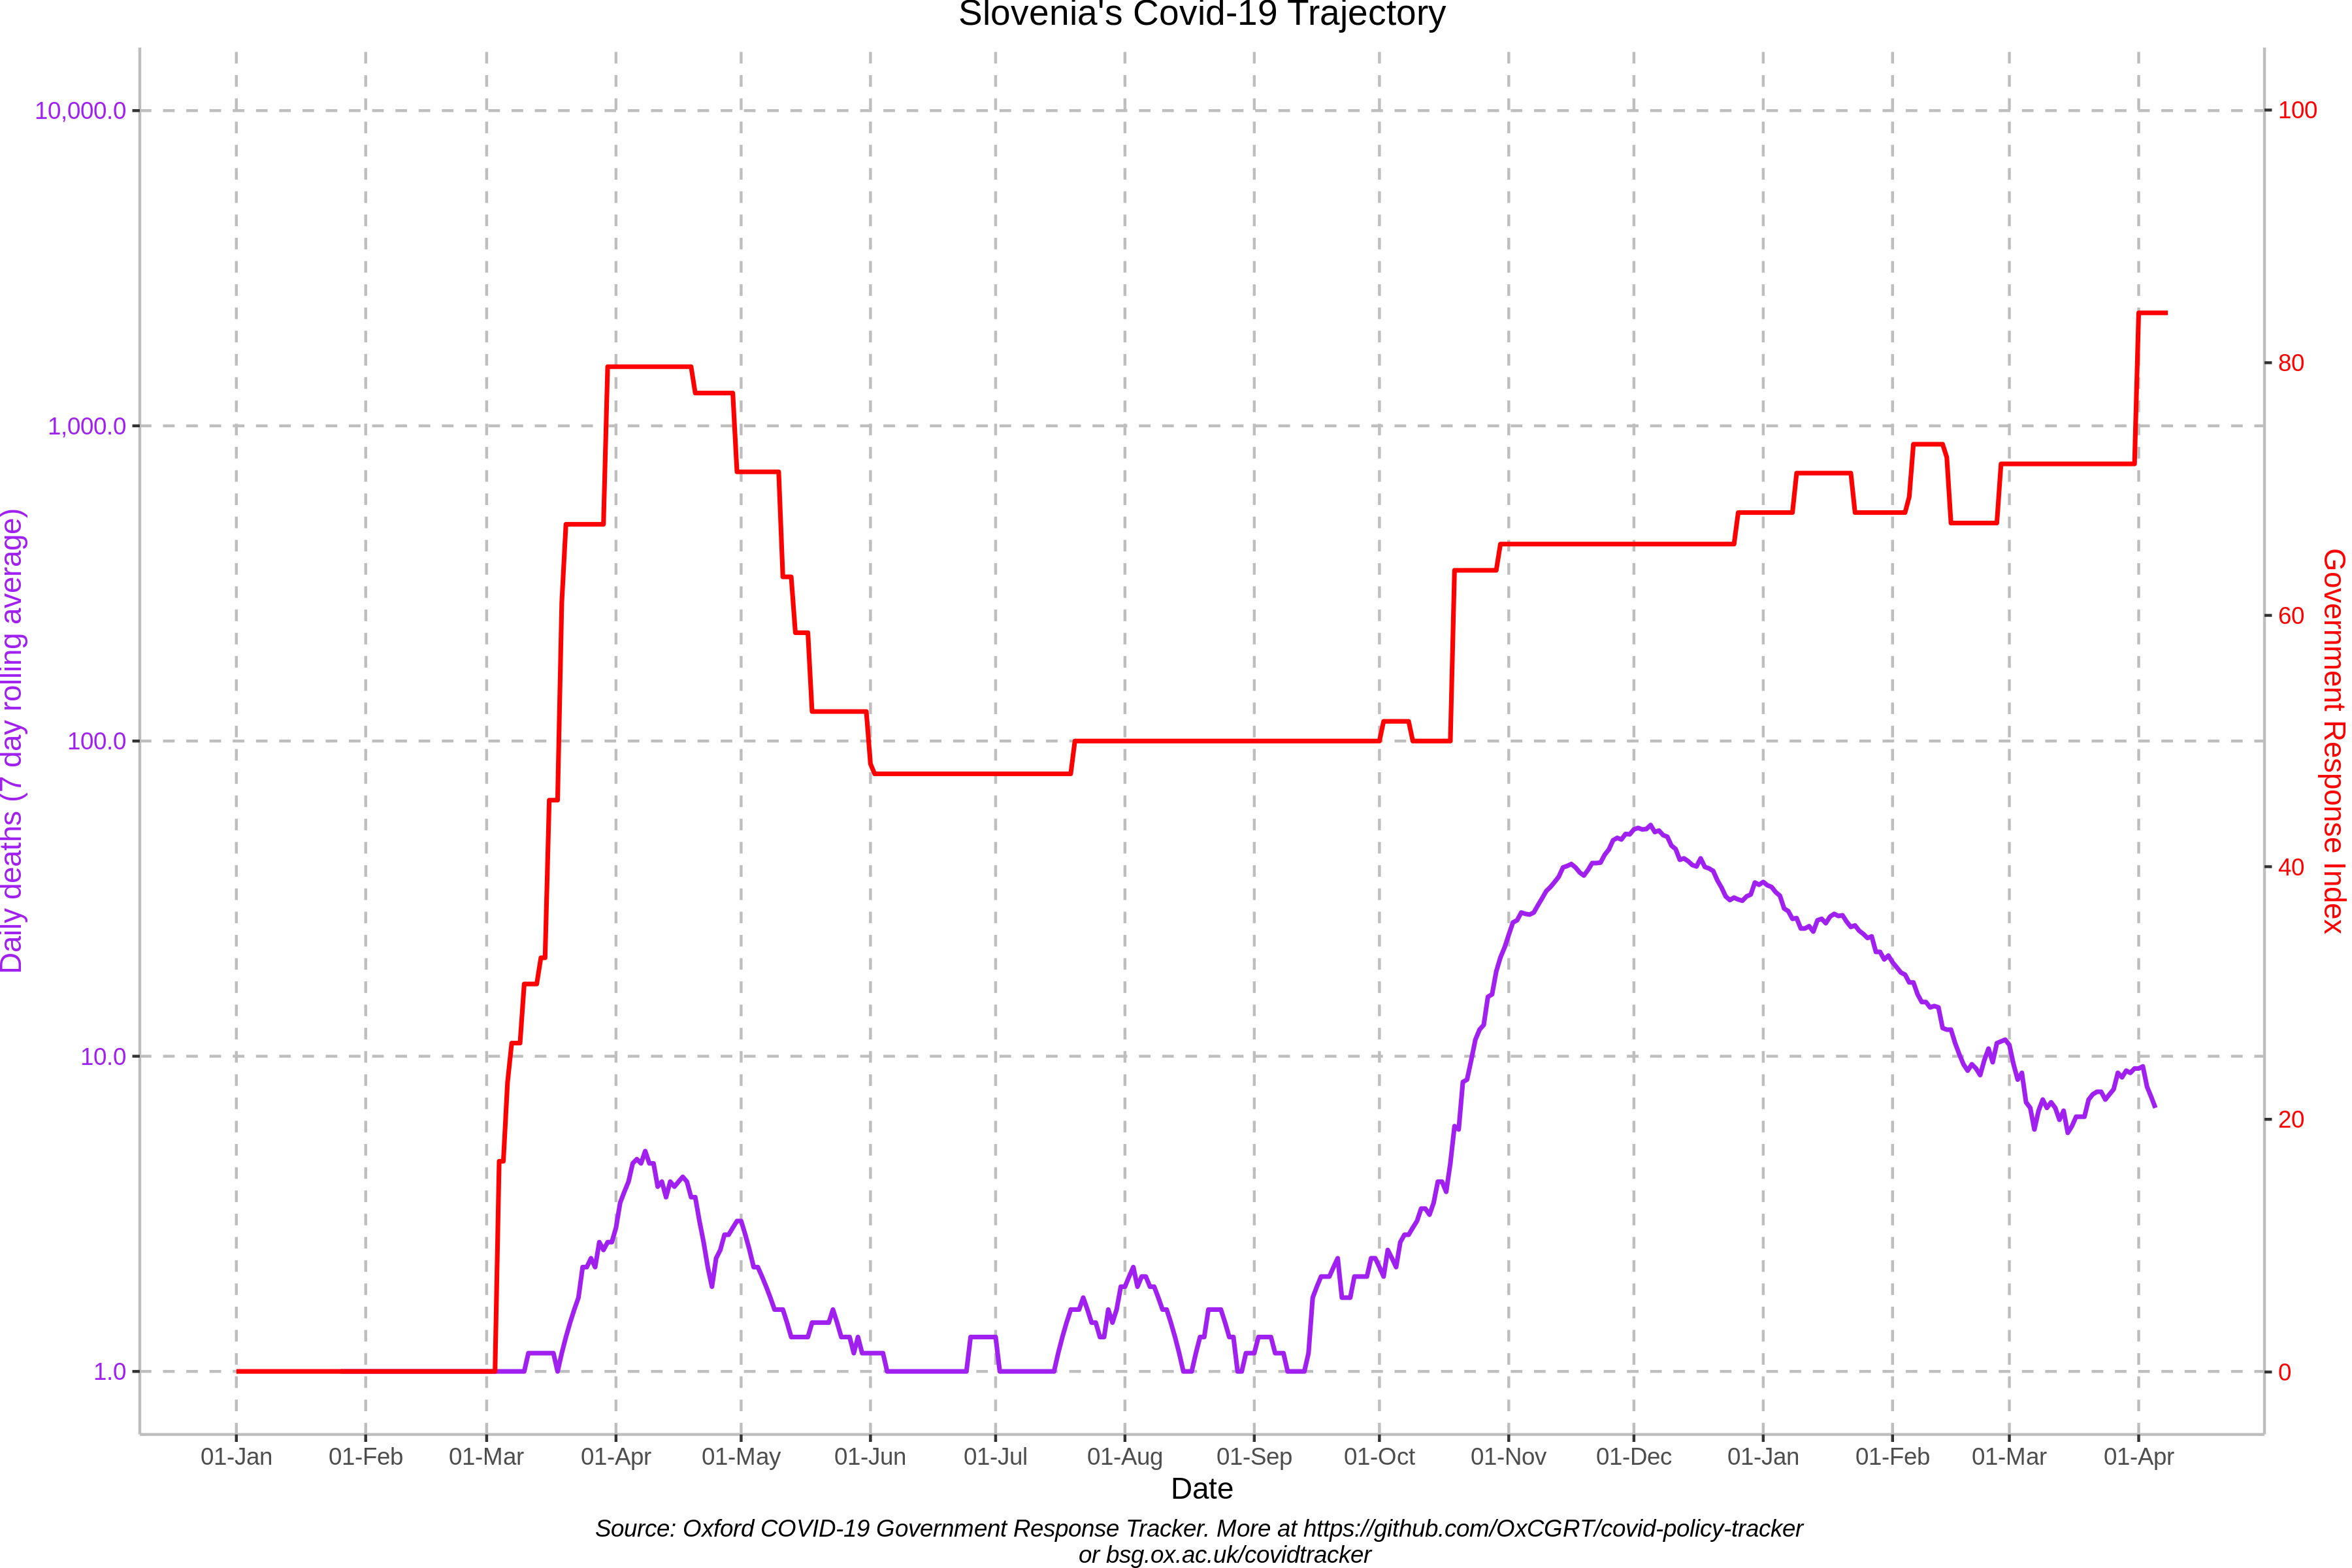 Slovenia's Covid-19 Trajectory
10,000.0
1,000.0
100.0
10.0
1.0
Daily deaths (7 day rolling average)
100
80
60
40
20
0
Government Response Index
01-Jan 01-Feb 01-Mar 01-Apr 01-May 01-Jun 01-Jul 01-Aug 01-Sep 01-Oct 01-Nov 01-Dec 01-Jan 01-Feb 01-Mar 01-Apr
Date
Source: Oxford COVID-19 Government Response Tracker. More at https://github.com/OxCGRT/covid-policy-tracker
or bsg.ox.ac.uk/covidtracker